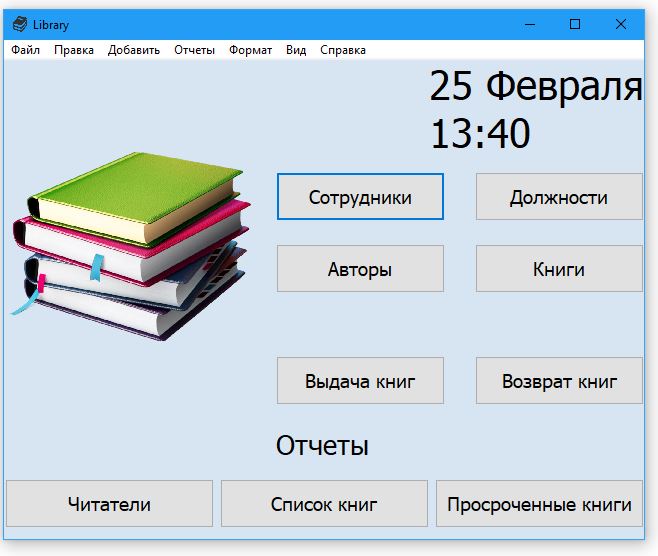 Library
Файл Правка Добавить Отчеты Формат Вид Справка
25 Февраля
13:40
Сотрудники Должности
Авторы Книги
Выдача книг Возврат книг
Отчеты
Читатели Список книг Просроченные книги